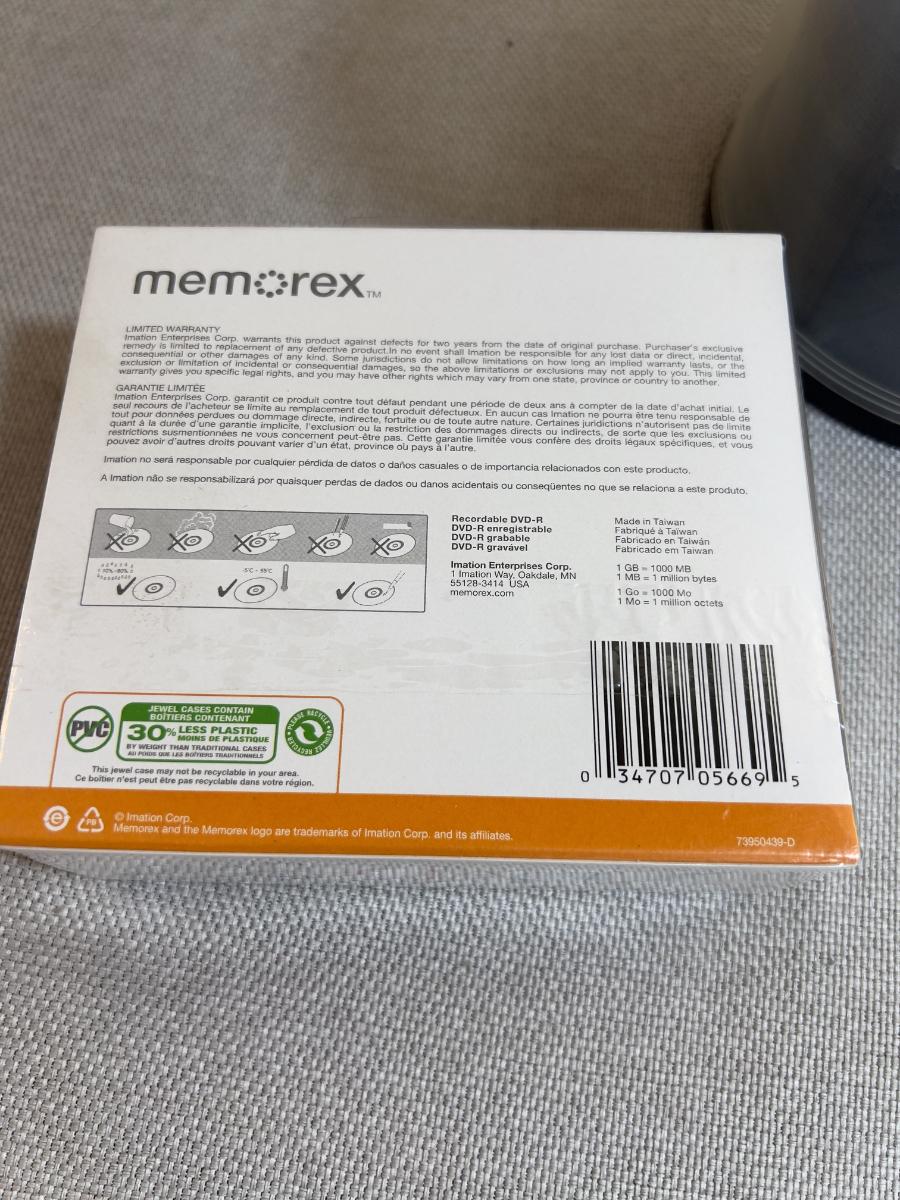 memorex™
LIMITED WARRANTY
Imation Enterprises Corp. warrants this product against defects for two years from the date of original purchase. Purchaser's exclusive
remedy is limited to replacement of any defective product.In no event shall Imation be responsible for any lost data or direct, incidental,
consequential or other damages of any kind. Some jurisdictions do not allow limitations on how long an implied warranty lasts, or the
exclusion or limitation of incidental or consequential damages, so the above limitations or exclusions may not apply to you. This limited
warranty gives you specific legal rights, and you may have other rights which may vary from one state, province or country to another.
GARANTIE LIMITÉE
Imation Enterprises Corp. garantit ce produit contre tout défaut pendant une période de deux ans à compter de la date d'achat initial. Le
seul recours de l'acheteur se limite au remplacement de tout produit défectueux. En aucun cas Imation ne pourra être tenu responsable de
tout pour données perdues ou dommage directe, indirecte, fortuite ou de toute autre nature. Certaines juridictions n'autorisent pas de limite
quant à la durée d'une garantie implicite, l'exclusion ou la restriction des dommages directs ou indirects, de sorte que les exclusions ou
restrictions susmentionnées ne vous concernent peut-être pas. Cette garantie limitée vous confère des droits légaux spécifiques, et vous
pouvez avoir d'autres droits pouvant varier d'un état, province où pays à l'autre.
Imation no será responsable por cualquier pérdida de datos o daños casuales o de importancia relacionados con este producto.
A Imation não se responsabilizará por quaisquer perdas de dados ou danos acidentais ou conseqüentes no que se relaciona a este produto.
10%~80%
-5°C ~ 55°C
Recordable DVD-R
DVD-R enregistrable
DVD-R grabable
DVD-R gravável
Imation Enterprises Corp.
1 Imation Way, Oakdale, MN
55128-3414 USA
memorex.com
Made in Taiwan
Fabriqué à Taïwan
Fabricado en Taiwán
Fabricado em Taiwan
1 GB = 1000 MB
1 MB = 1 million bytes
1 Go = 1000 Mo
1 Mo = 1 million octets
PVC
JEWEL CASES CONTAIN
BOÎTIERS CONTENANT
30% LESS PLASTIC
MOINS DE PLASTIQUE
BY WEIGHT THAN TRADITIONAL CASES
AU POIDS QUE LES BOÎTIERS TRADITIONNELS
PLEASE RECYCLE • VEUILLEZ RECYCLER •
This jewel case may not be recyclable in your area.
Ce boîtier n'est peut être pas recyclable dans votre région.
0 34707 05669 5
PB
© Imation Corp.
Memorex and the Memorex logo are trademarks of Imation Corp. and its affiliates.
73950439-D